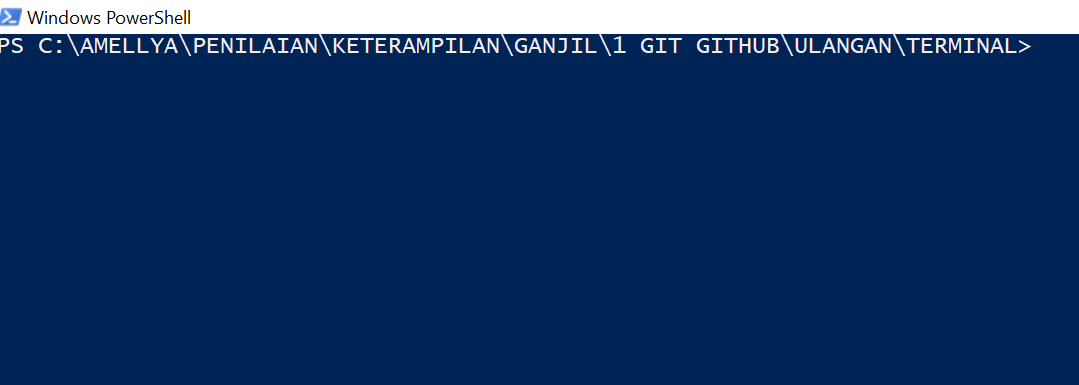 Windows PowerShell
PS C:\AMELLYA\PENILAIAN\KETERAMPILAN\GANJIL\1 GIT GITHUB\ULANGAN\TERMINAL>